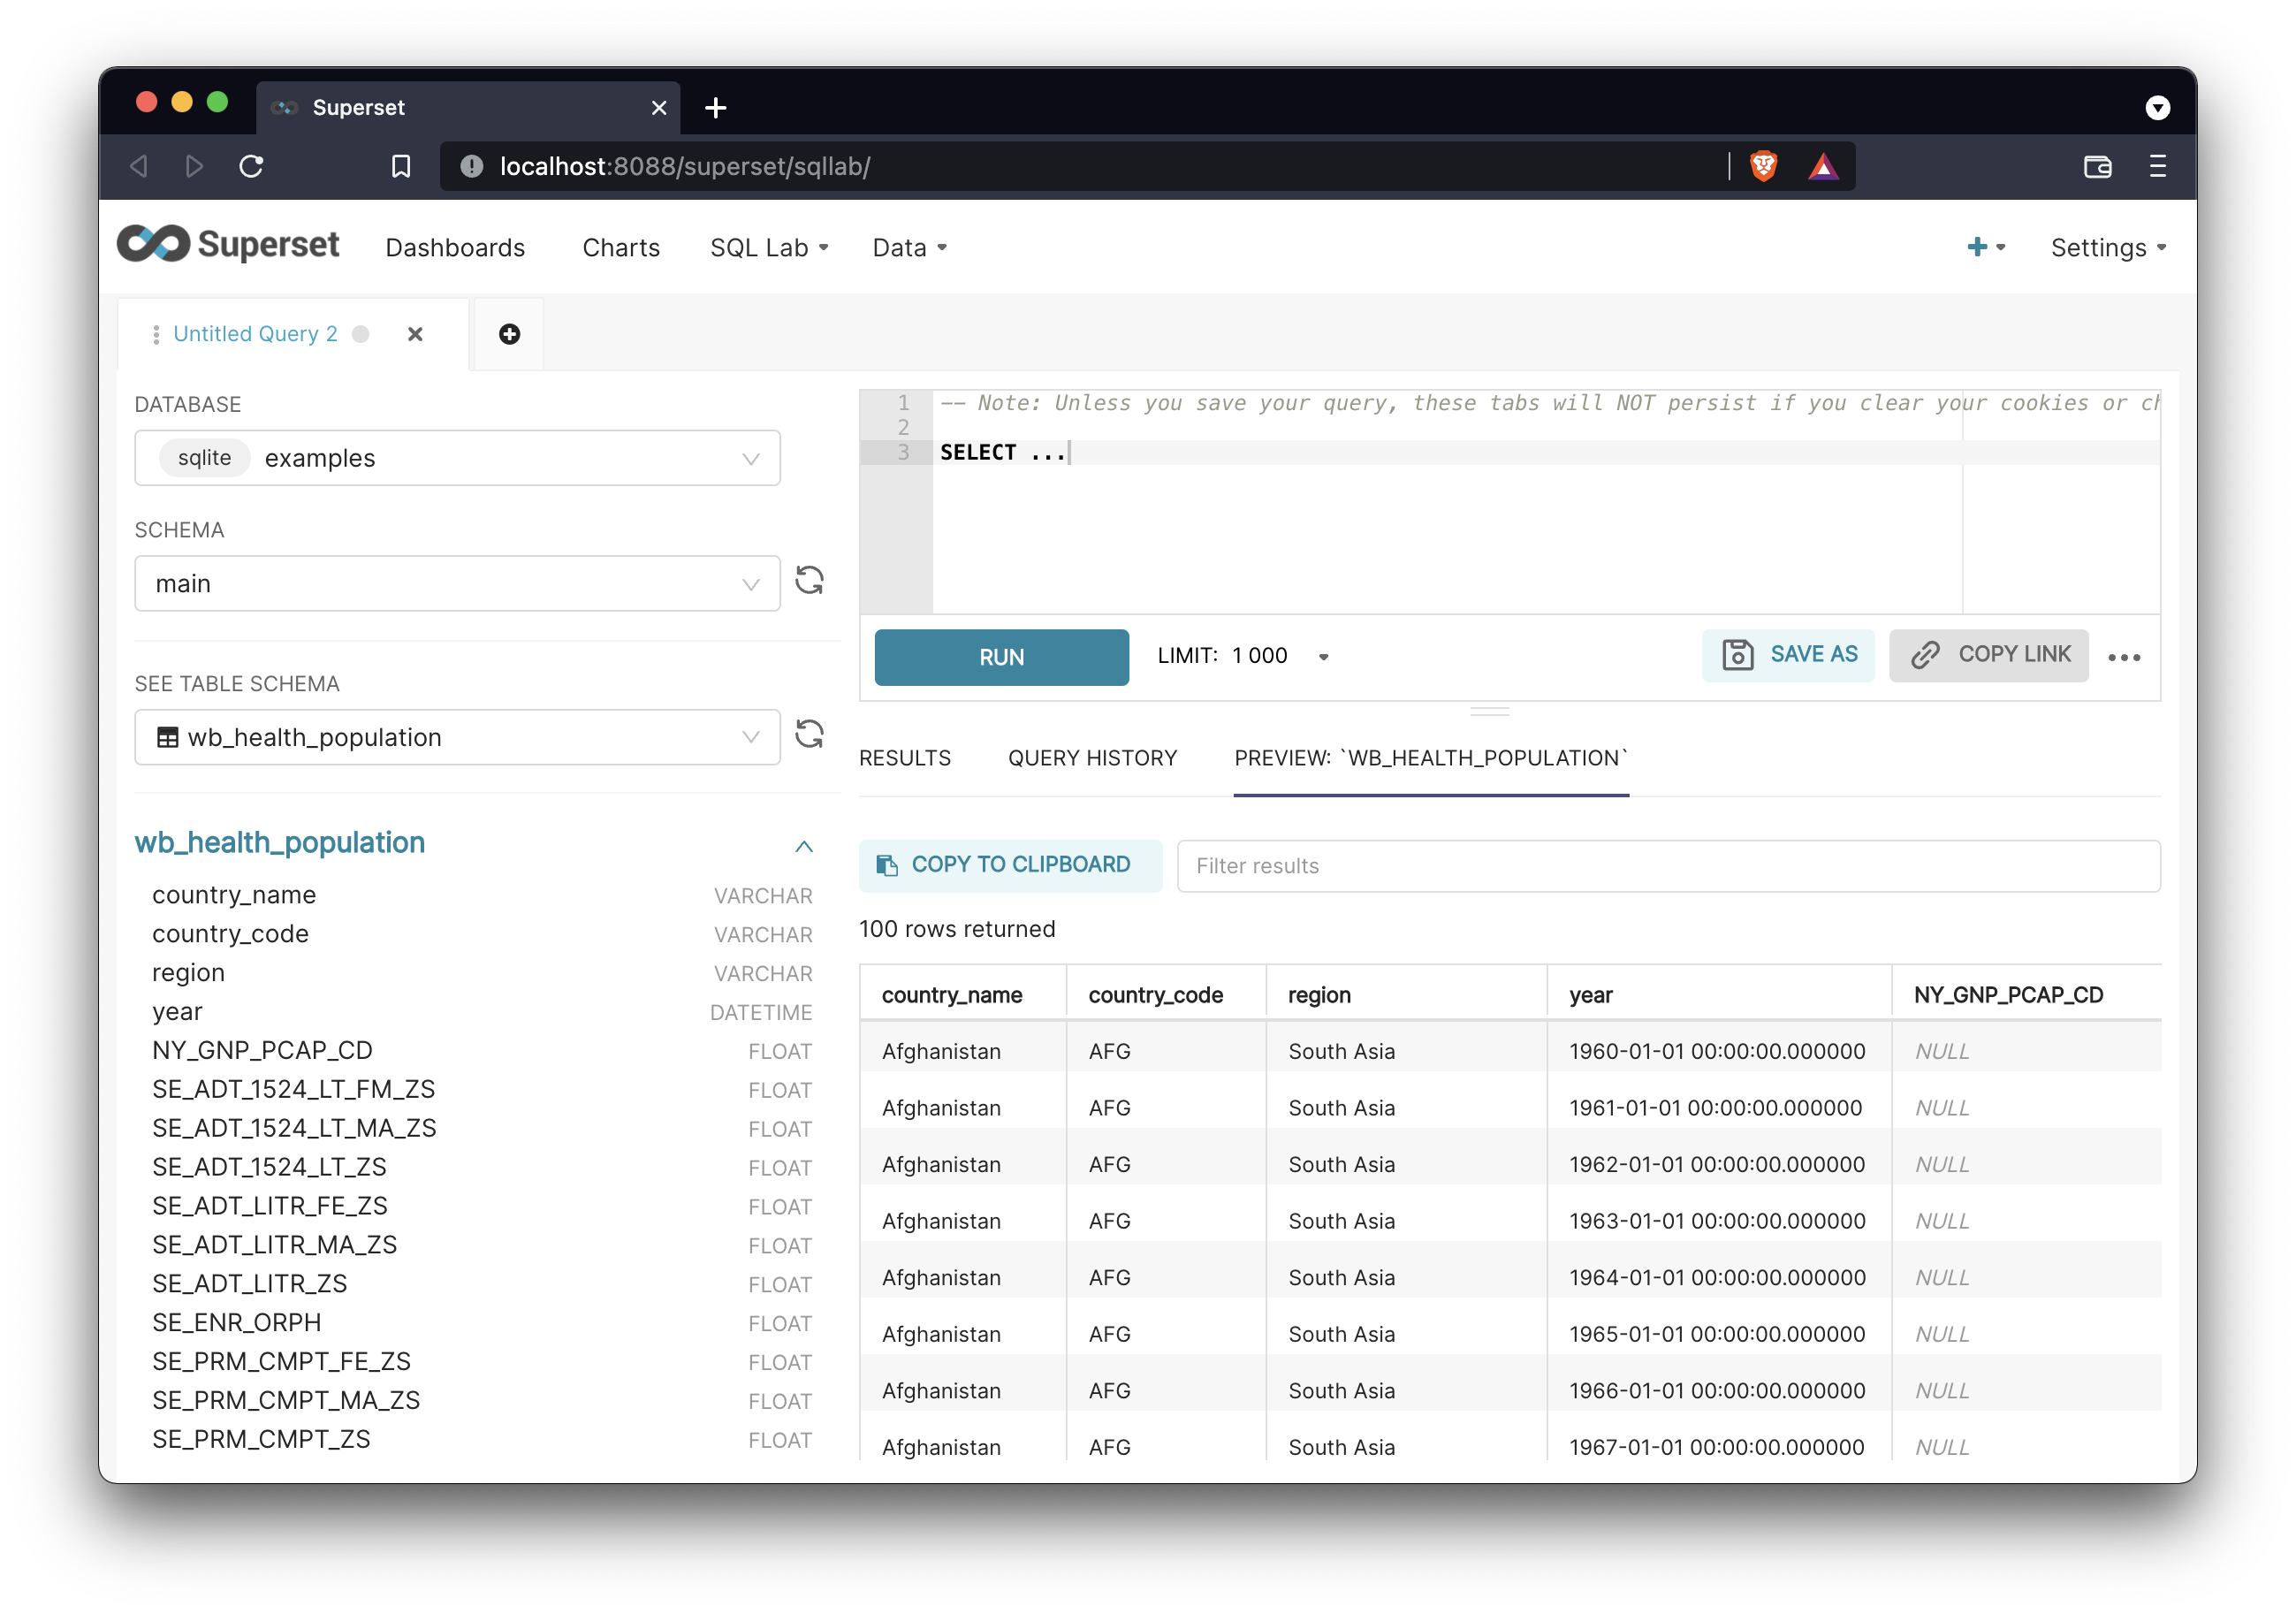 Superset
localhost:8088/superset/sqllab/
Superset Dashboards Charts SQL Lab Data Settings
Untitled Query 2
DATABASE
sqlite examples
SCHEMA
main
SEE TABLE SCHEMA
wb_health_population
wb_health_population
country_name VARCHAR
country_code VARCHAR
region VARCHAR
year DATETIME
NY_GNP_PCAP_CD FLOAT
SE_ADT_1524_LT_FM_ZS FLOAT
SE_ADT_1524_LT_MA_ZS FLOAT
SE_ADT_1524_LT_ZS FLOAT
SE_ADT_LITR_FE_ZS FLOAT
SE_ADT_LITR_MA_ZS FLOAT
SE_ADT_LITR_ZS FLOAT
SE_ENR_ORPH FLOAT
SE_PRM_CMPT_FE_ZS FLOAT
SE_PRM_CMPT_MA_ZS FLOAT
SE_PRM_CMPT_ZS FLOAT
1 -- Note: Unless you save your query, these tabs will NOT persist if you clear your cookies or ch
2
3 SELECT ...
RUN LIMIT: 1 000 SAVE AS COPY LINK
RESULTS QUERY HISTORY PREVIEW: `WB_HEALTH_POPULATION`
COPY TO CLIPBOARD Filter results
100 rows returned
country_name country_code region year NY_GNP_PCAP_CD
Afghanistan AFG South Asia 1960-01-01 00:00:00.000000 NULL
Afghanistan AFG South Asia 1961-01-01 00:00:00.000000 NULL
Afghanistan AFG South Asia 1962-01-01 00:00:00.000000 NULL
Afghanistan AFG South Asia 1963-01-01 00:00:00.000000 NULL
Afghanistan AFG South Asia 1964-01-01 00:00:00.000000 NULL
Afghanistan AFG South Asia 1965-01-01 00:00:00.000000 NULL
Afghanistan AFG South Asia 1966-01-01 00:00:00.000000 NULL
Afghanistan AFG South Asia 1967-01-01 00:00:00.000000 NULL